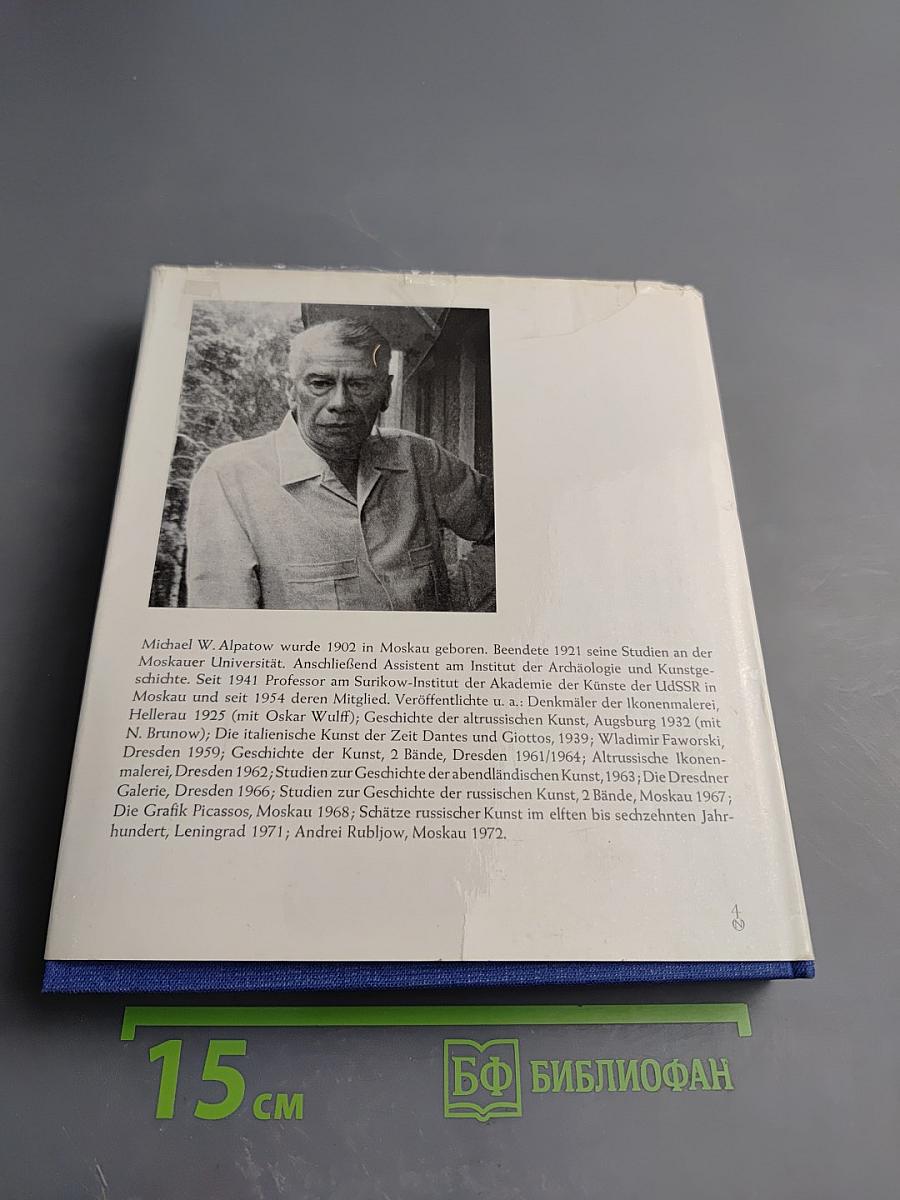 Michael W. Alpatow wurde 1902 in Moskau geboren. Beendete 1921 seine Studien an der
Moskauer Universität. Anschließend Assistent am Institut der Archäologie und Kunstge-
schichte. Seit 1941 Professor am Surikow-Institut der Akademie der Künste der UdSSR in
Moskau und seit 1954 deren Mitglied. Veröffentlichte u. a.: Denkmäler der Ikonenmalerei,
Hellerau 1925 (mit Oskar Wulff); Geschichte der altrussischen Kunst, Augsburg 1932 (mit
N. Brunow); Die italienische Kunst der Zeit Dantes und Giottos, 1939; Wladimir Faworski,
Dresden 1959; Geschichte der Kunst, 2 Bände, Dresden 1961/1964; Altrussische Ikonen-
malerei, Dresden 1962; Studien zur Geschichte der abendländischen Kunst, 1963; Die Dresdner
Galerie, Dresden 1966; Studien zur Geschichte der russischen Kunst, 2 Bände, Moskau 1967;
Die Grafik Picassos, Moskau 1968; Schätze russischer Kunst im elften bis sechzehnten Jahr-
hundert, Leningrad 1971; Andrei Rubljow, Moskau 1972.
15 см
БФ БИБЛИОФАН